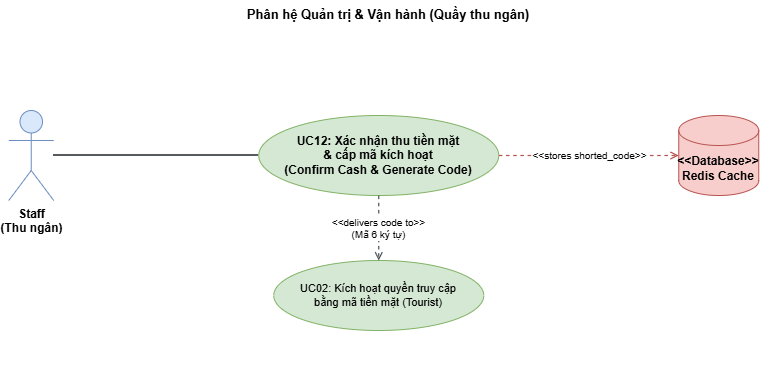 Phân hệ Quản trị & Vận hành (Quầy thu ngân)
UC12: Xác nhận thu tiền mặt
& cấp mã kích hoạt
(Confirm Cash & Generate Code)
<<stores shorted_code>>
<<Database>>
Redis Cache
Staff
(Thu ngân)
<<delivers code to>>
(Mã 6 ký tự)
UC02: Kích hoạt quyền truy cập
bằng mã tiền mặt (Tourist)